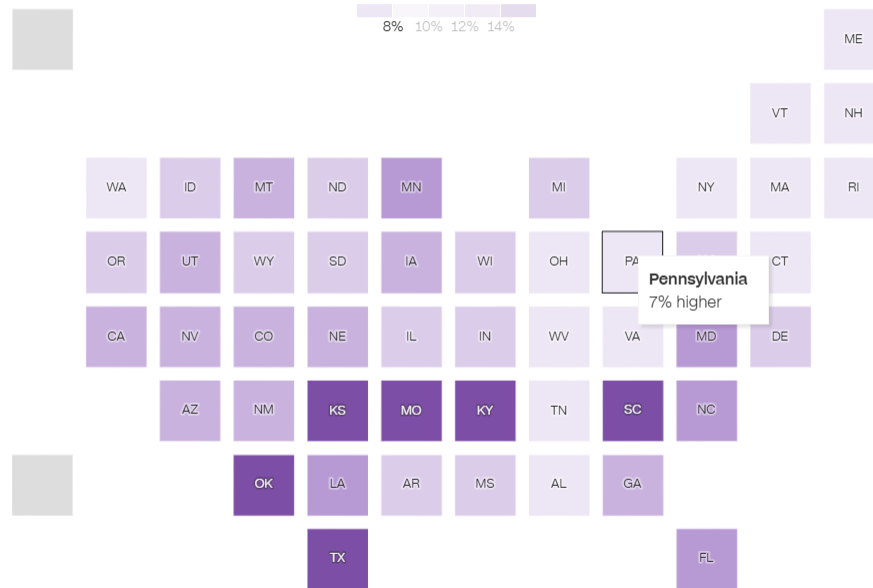 8% 10% 12% 14%
ME
VT NH
WA ID MT ND MN MI NY MA RI
OR UT WY SD IA WI OH CT
Pennsylvania
7% higher
CA NV CO NE IL IN WV VA MD DE
AZ NM KS MO KY TN SC NC
OK LA AR MS AL GA
TX FL